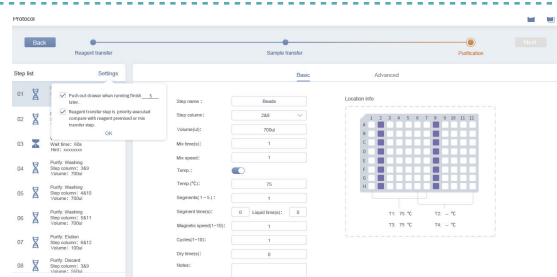 Protocol
Back
Reagent transfer
Sample transfer
Purification
Next
Step list
Settings
Basic
Advanced
Push out drawer when running finish 5
later.
Reagent transfer step is priority executed
compare with reagent premixed or mix
transfer step.
OK
01
02
03
Wait time: 60s
Hint: xxxxxxxx
04
Purify: Washing
Step column: 3&9
Volume: 700ul
05
Purify: Washing
Step column: 4&10
Volume: 700ul
06
Purify: Washing
Step column: 5&11
Volume: 700ul
07
Purify: Elution
Step column: 6&12
Volume: 100ul
08
Purify: Discard
Step column: 3&9
Step name: Beads
Step column: 2&8
Volume(ul): 700ul
Mix time(s): 1
Mix speed: 1
Temp.:
Temp.(℃): 75
Segments(1~5): 1
Segment time(s): 0 Liquid time(s): 0
Magnetic speed(1~10): 1
Cycles(1~10): 1
Dry time(s): 0
Notes:
Location info
1 2 3 4 5 6 7 8 9 10 11 12
A
B
C
D
E
F
G
H
T1: 75 ℃ T2: -- ℃
T3: 75 ℃ T4: -- ℃